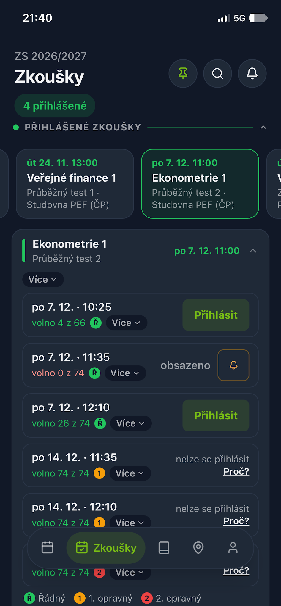 21:40
5G
ZS 2026/2027
Zkoušky
4 přihlášené
PŘIHLÁŠENÉ ZKOUŠKY
út 24. 11. 13:00
Veřejné finance 1
Průběžný test 1 ·
Studovna PEF (ČP)
po 7. 12. 11:00
Ekonometrie 1
Průběžný test 2 ·
Studovna PEF (ČP)
Ekonometrie 1
Průběžný test 2
po 7. 12. 11:00
Více
po 7. 12. · 10:25
volno 4 z 66 Ř Více
Přihlásit
po 7. 12. · 11:35
volno 0 z 74 Ř Více
obsazeno
po 7. 12. · 12:10
volno 26 z 74 Ř Více
Přihlásit
po 14. 12. · 11:35
volno 74 z 74 1 Více
nelze se přihlásit
Proč?
po 14. 12. · 12:10
volno 74 z 74 1 Více
nelze se přihlásit
Proč?
Zkoušky
volno 74 z 74 2 Více
Proč?
Ř Řádný 1 1. opravný 2 2. opravný